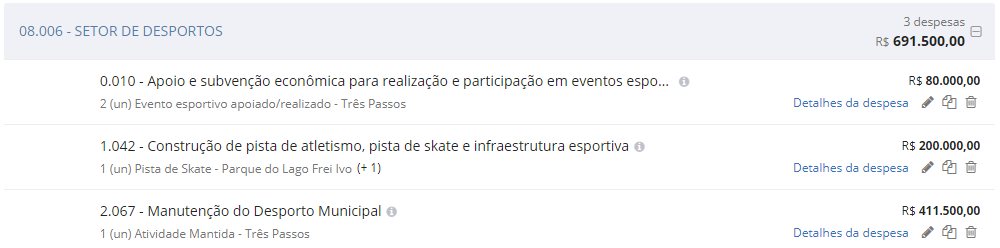 08.006 - SETOR DE DESPORTOS
3 despesas
R$ 691.500,00
0.010 - Apoio e subvenção econômica para realização e participação em eventos espo...
R$ 80.000,00
2 (un) Evento esportivo apoiado/realizado - Três Passos
Detalhes da despesa
1.042 - Construção de pista de atletismo, pista de skate e infraestrutura esportiva
R$ 200.000,00
1 (un) Pista de Skate - Parque do Lago Frei Ivo (+ 1)
Detalhes da despesa
2.067 - Manutenção do Desporto Municipal
R$ 411.500,00
1 (un) Atividade Mantida - Três Passos
Detalhes da despesa